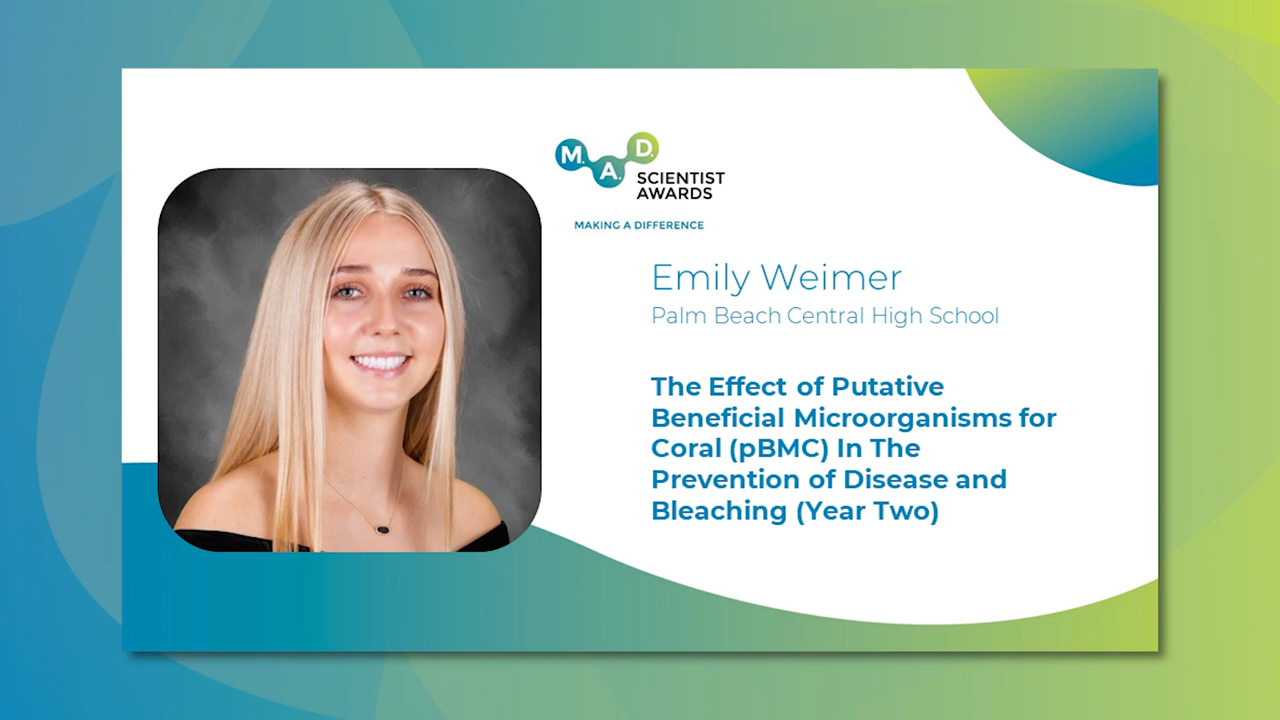 M. A. D.
SCIENTIST
AWARDS
MAKING A DIFFERENCE
Emily Weimer
Palm Beach Central High School
The Effect of Putative
Beneficial Microorganisms for
Coral (pBMC) In The
Prevention of Disease and
Bleaching (Year Two)